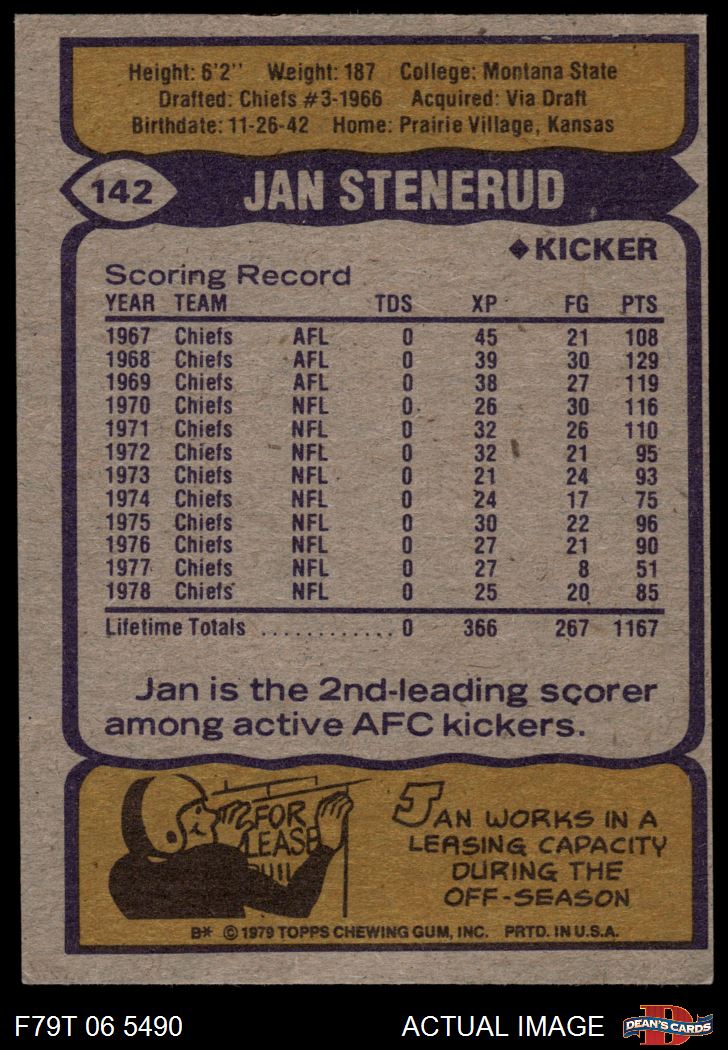 Height: 6'2" Weight: 187 College: Montana State
Drafted: Chiefs #3-1966 Acquired: Via Draft
Birthdate: 11-26-42 Home: Prairie Village, Kansas
142 JAN STENERUD
◆KICKER
Scoring Record
YEAR TEAM TDS XP FG PTS
1967 Chiefs AFL 0 45 21 108
1968 Chiefs AFL 0 39 30 129
1969 Chiefs AFL 0 38 27 119
1970 Chiefs NFL 0 26 30 116
1971 Chiefs NFL 0 32 26 110
1972 Chiefs NFL 0 32 21 95
1973 Chiefs NFL 0 21 24 93
1974 Chiefs NFL 0 24 17 75
1975 Chiefs NFL 0 30 22 96
1976 Chiefs NFL 0 27 21 90
1977 Chiefs NFL 0 27 8 51
1978 Chiefs NFL 0 25 20 85
Lifetime Totals ............ 0 366 267 1167
Jan is the 2nd-leading scorer
among active AFC kickers.
FOR
LEASE
JAN WORKS IN A
LEASING CAPACITY
DURING THE
OFF-SEASON
B* © 1979 TOPPS CHEWING GUM, INC. PRTD. IN U.S.A.
F79T 06 5490 ACTUAL IMAGE
D
DEAN'S CARDS